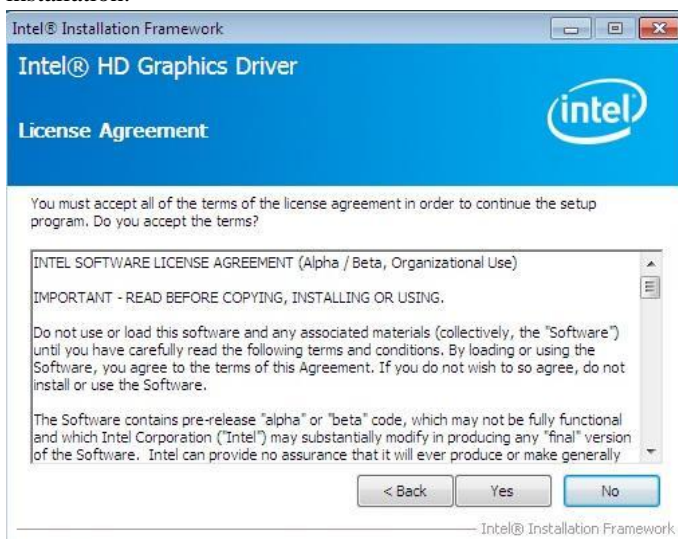 installation.
Intel® Installation Framework
Intel® HD Graphics Driver
License Agreement
intel
You must accept all of the terms of the license agreement in order to continue the setup
program. Do you accept the terms?
INTEL SOFTWARE LICENSE AGREEMENT (Alpha / Beta, Organizational Use)
IMPORTANT - READ BEFORE COPYING, INSTALLING OR USING.
Do not use or load this software and any associated materials (collectively, the "Software")
until you have carefully read the following terms and conditions. By loading or using the
Software, you agree to the terms of this Agreement. If you do not wish to so agree, do not
install or use the Software.
The Software contains pre-release "alpha" or "beta" code, which may not be fully functional
and which Intel Corporation ("Intel") may substantially modify in producing any "final" version
of the Software. Intel can provide no assurance that it will ever produce or make generally
< Back Yes No
Intel® Installation Framework